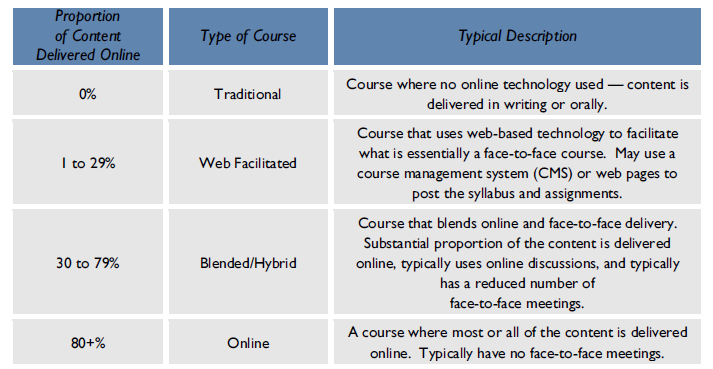 Proportion
of Content
Delivered Online
Type of Course
Typical Description
0%
Traditional
Course where no online technology used — content is
delivered in writing or orally.
1 to 29%
Web Facilitated
Course that uses web-based technology to facilitate
what is essentially a face-to-face course.  May use a
course management system (CMS) or web pages to
post the syllabus and assignments.
30 to 79%
Blended/Hybrid
Course that blends online and face-to-face delivery.
Substantial proportion of the content is delivered
online, typically uses online discussions, and typically
has a reduced number of
face-to-face meetings.
80+%
Online
A course where most or all of the content is delivered
online.  Typically have no face-to-face meetings.